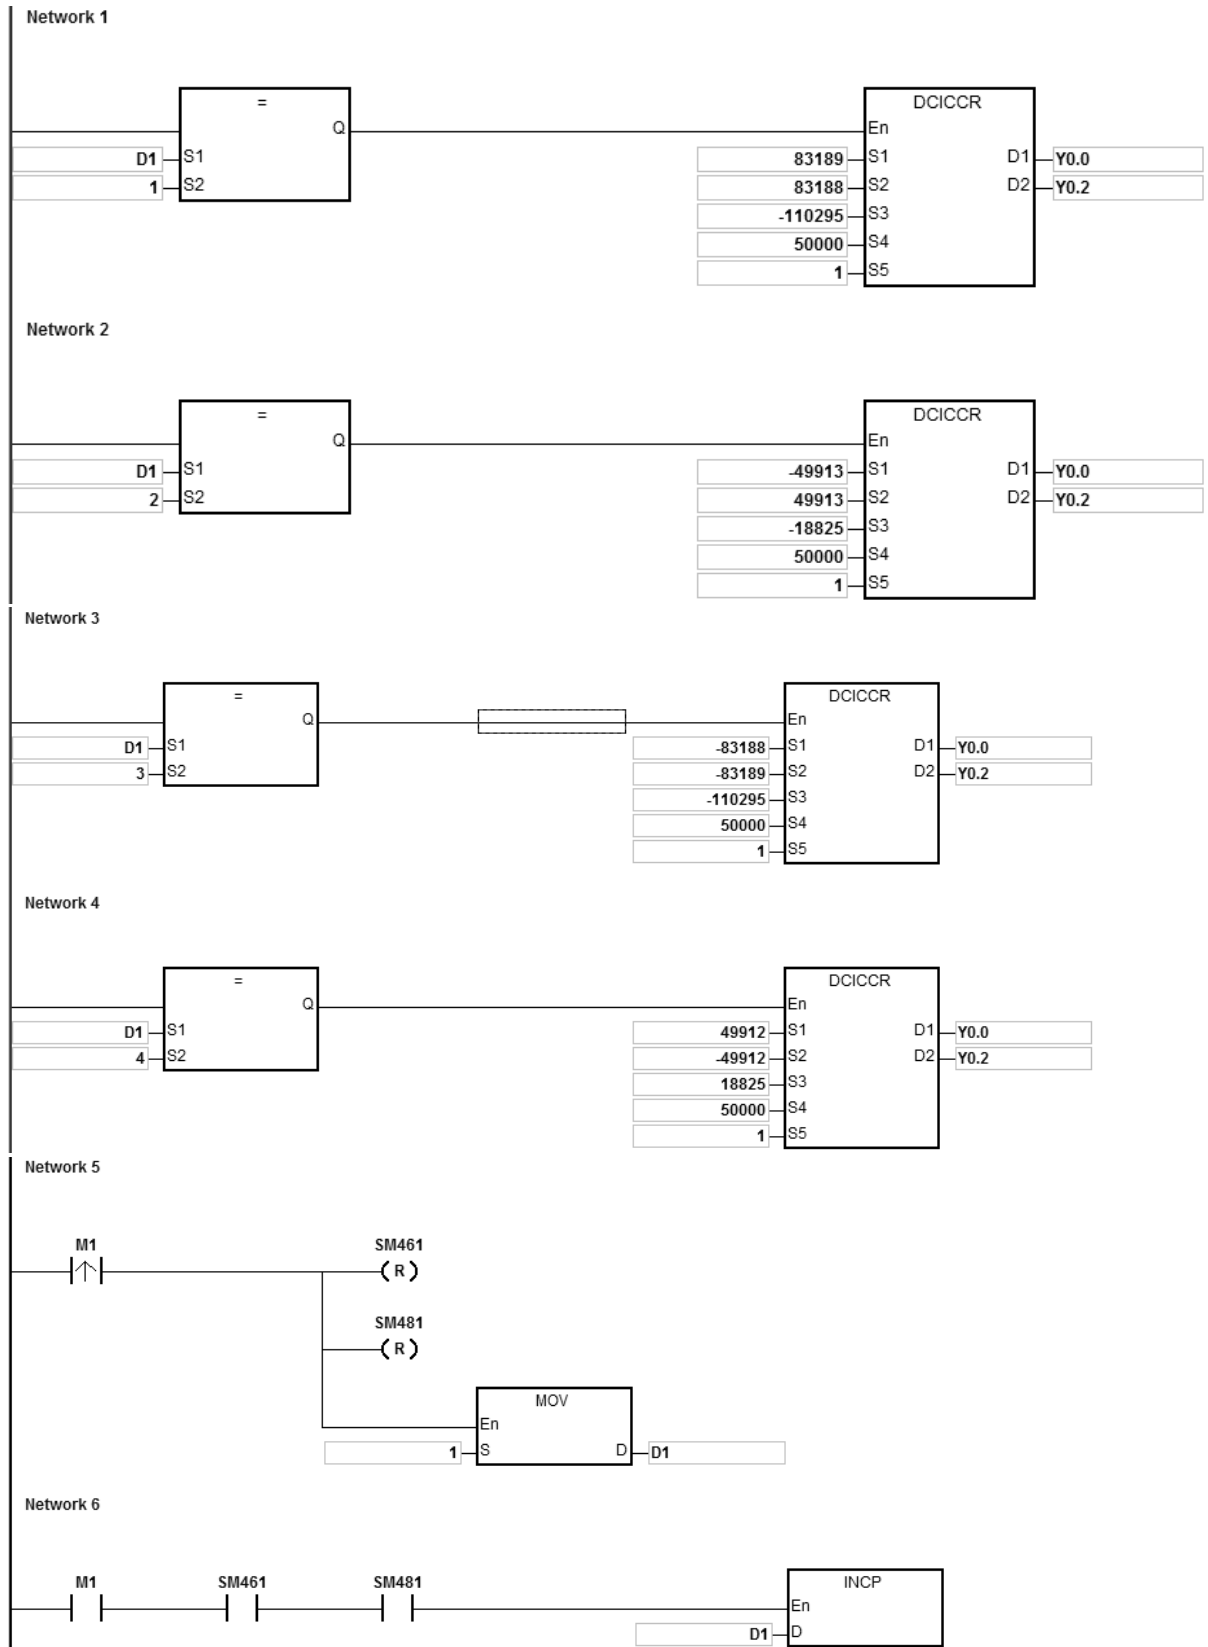 Network 1
= DCICCR
Q En
D1 S1 83189 S1 D1 Y0.0
1 S2 83188 S2 D2 Y0.2
-110295 S3
50000 S4
1 S5
Network 2
= DCICCR
Q En
D1 S1 -49913 S1 D1 Y0.0
2 S2 49913 S2 D2 Y0.2
-18825 S3
50000 S4
1 S5
Network 3
= DCICCR
Q En
D1 S1 -83188 S1 D1 Y0.0
3 S2 -83189 S2 D2 Y0.2
-110295 S3
50000 S4
1 S5
Network 4
= DCICCR
Q En
D1 S1 49912 S1 D1 Y0.0
4 S2 -49912 S2 D2 Y0.2
18825 S3
50000 S4
1 S5
Network 5
M1 SM461
( R )
SM481
( R )
MOV
En
1 S D D1
Network 6
M1 SM461 SM481 INCP
En
D1 D